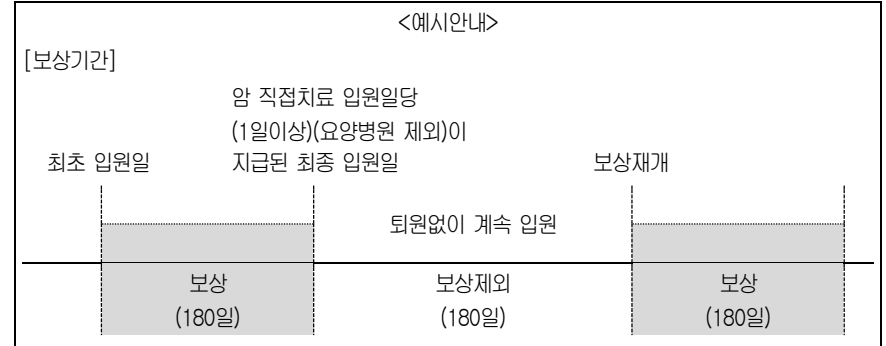 <예시안내>
[보상기간]
암 직접치료 입원일당
(1일이상)(요양병원 제외)이
최초 입원일 지급된 최종 입원일 보상재개
퇴원없이 계속 입원
보상 보상제외 보상
(180일) (180일) (180일)